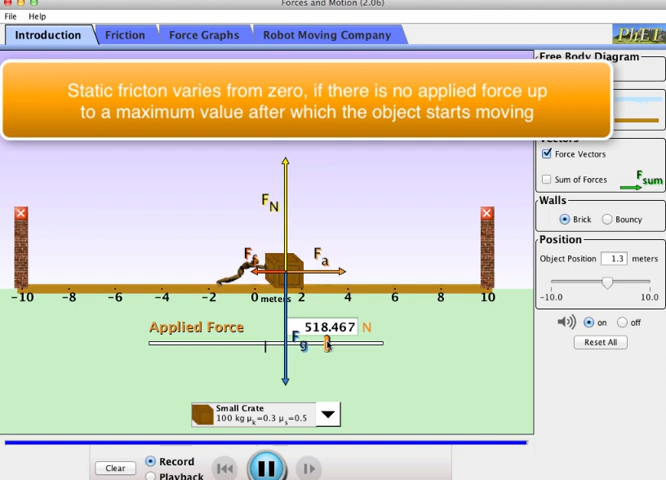 Forces and Motion (2.06)
File Help
Introduction Friction Force Graphs Robot Moving Company PhET
Free Body Diagram
Static fricton varies from zero, if there is no applied force up
to a maximum value after which the object starts moving
Vectors
Force Vectors
Sum of Forces Fsum
Walls
Brick Bouncy
Position
Object Position 1.3 meters
-10.0 10.0
on off
Reset All
FN
Fa
-10 -8 -6 -4 -2 0 meters 2 4 6 8 10
Applied Force 518.467 N
Fg
Small Crate
100 kg μk=0.3 μs=0.5
Clear
Record
Playback